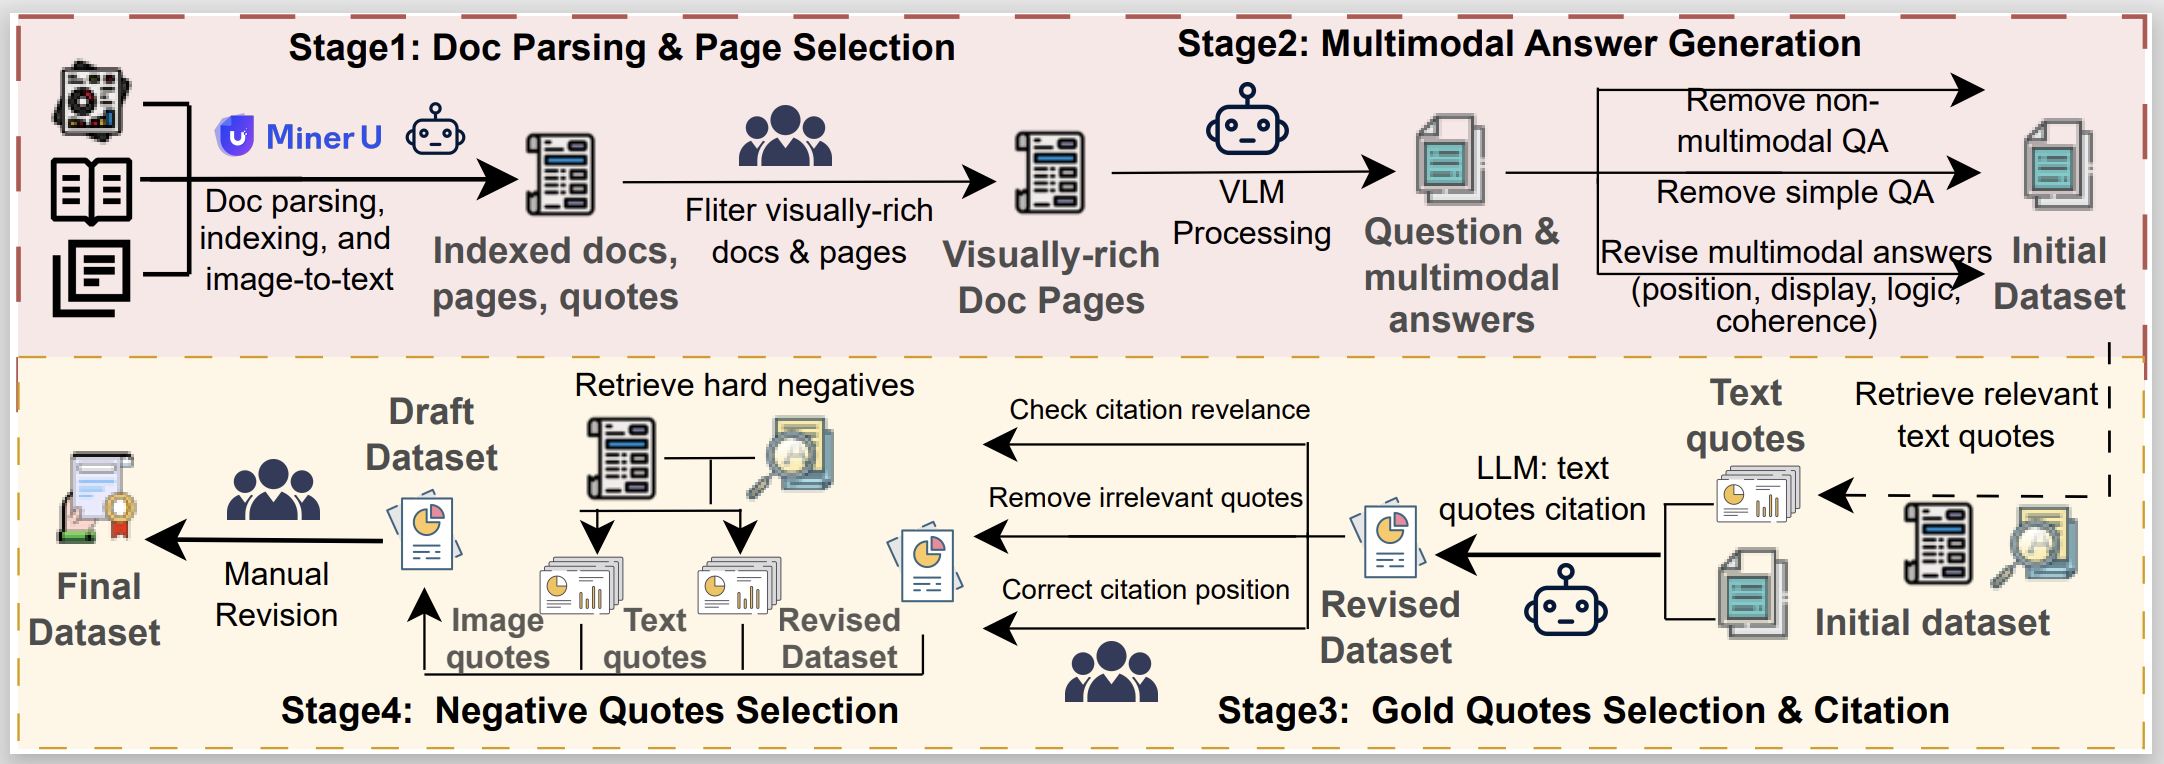 Stage1: Doc Parsing & Page Selection
Miner U
Doc parsing,
indexing, and
image-to-text
Indexed docs,
pages, quotes
Fliter visually-rich
docs & pages
Visually-rich
Doc Pages
Stage2: Multimodal Answer Generation
VLM
Processing
Question &
multimodal
answers
Remove non-
multimodal QA
Remove simple QA
Revise multimodal answers
(position, display, logic,
coherence)
Initial
Dataset
Retrieve relevant
text quotes
Text
quotes
Initial dataset
LLM: text
quotes citation
Revised
Dataset
Check citation revelance
Remove irrelevant quotes
Correct citation position
Stage3: Gold Quotes Selection & Citation
Retrieve hard negatives
Image
quotes
Text
quotes
Revised
Dataset
Draft
Dataset
Manual
Revision
Final
Dataset
Stage4: Negative Quotes Selection